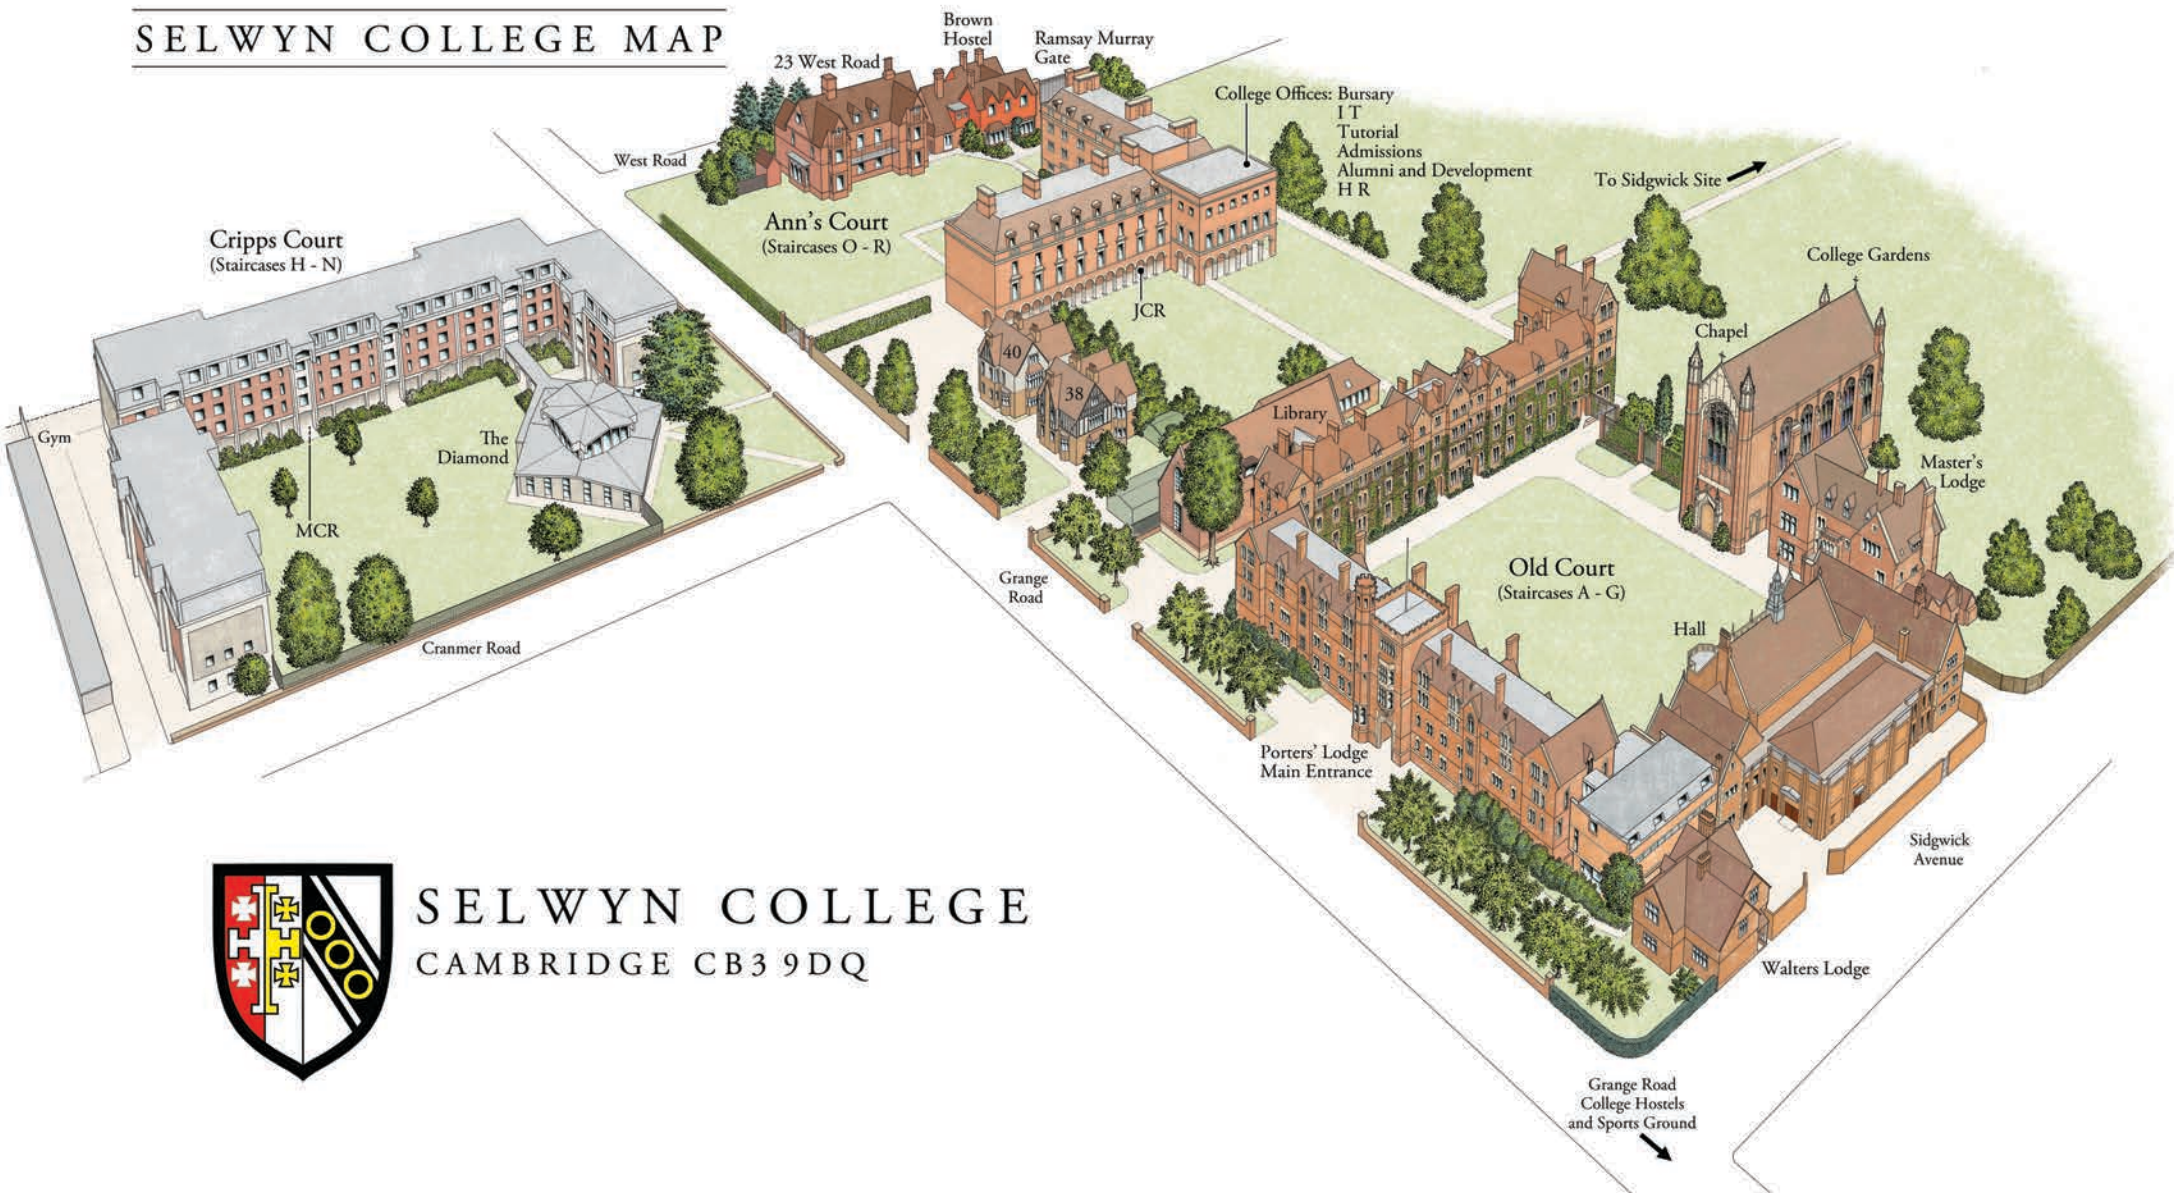 SELWYN COLLEGE MAP
Brown
Hostel
Ramsay Murray
Gate
23 West Road
College Offices: Bursary
I T
Tutorial
Admissions
Alumni and Development
H R
West Road
To Sidgwick Site
Ann's Court
(Staircases O - R)
Cripps Court
(Staircases H - N)
College Gardens
JCR
Chapel
40
38
Library
Gym
The
Diamond
Master's
Lodge
MCR
Old Court
(Staircases A - G)
Grange
Road
Hall
Cranmer Road
Porters' Lodge
Main Entrance
Sidgwick
Avenue
SELWYN COLLEGE
CAMBRIDGE CB3 9DQ
Walters Lodge
Grange Road
College Hostels
and Sports Ground